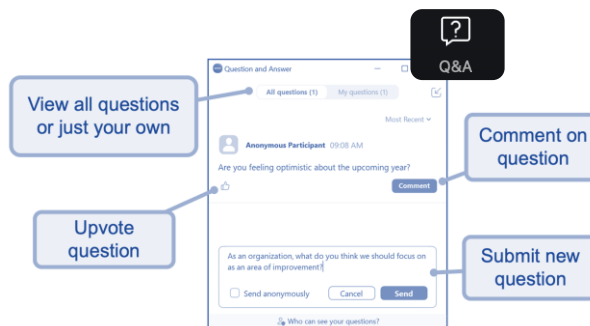 Q&A
Question and Answer
All questions (1) My questions (1)
View all questions
or just your own
Most Recent
Anonymous Participant 09:08 AM
Are you feeling optimistic about the upcoming year?
Comment
Comment on
question
Upvote
question
As an organization, what do you think we should focus on
as an area of improvement?
Send anonymously Cancel Send
Submit new
question
Who can see your questions?